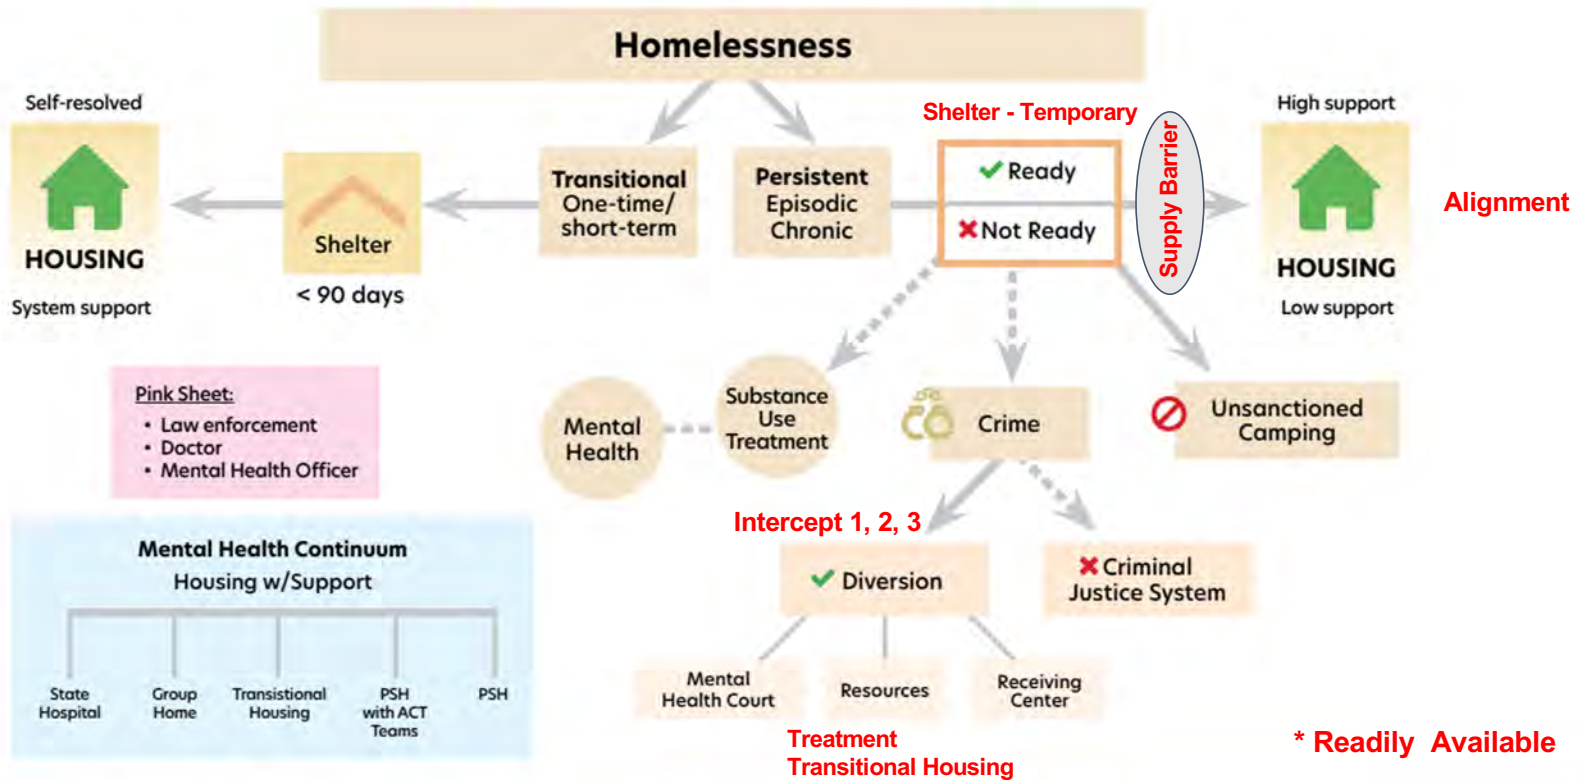 Homelessness
Self-resolved
HOUSING
System support
Shelter
< 90 days
Transitional
One-time/
short-term
Persistent
Episodic
Chronic
Shelter - Temporary
Ready
Not Ready
Supply Barrier
High support
HOUSING
Low support
Alignment
Pink Sheet:
• Law enforcement
• Doctor
• Mental Health Officer
Mental
Health
Substance
Use
Treatment
Crime
Unsanctioned
Camping
Intercept 1, 2, 3
Diversion
Criminal
Justice System
Mental
Health Court
Resources
Receiving
Center
Treatment
Transitional Housing
Mental Health Continuum
Housing w/Support
State
Hospital
Group
Home
Transistional
Housing
PSH
with ACT
Teams
PSH
* Readily Available